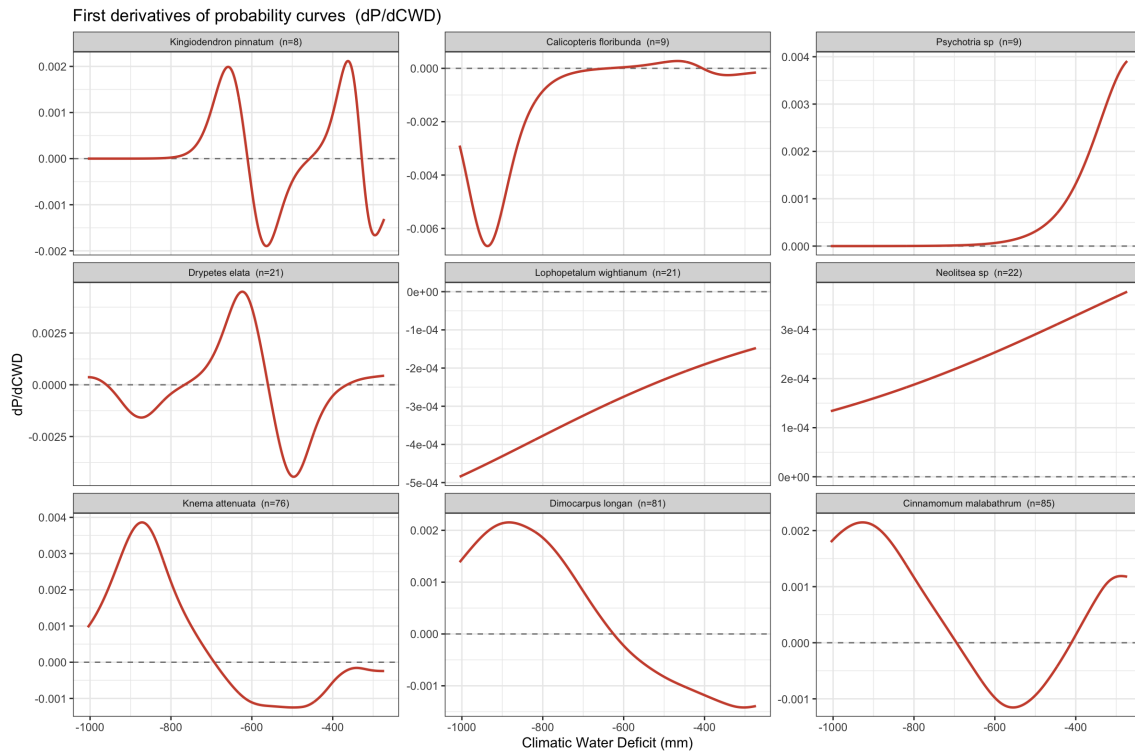 First derivatives of probability curves  (dP/dCWD)
Kingiodendron pinnatum  (n=8)
Calicopteris floribunda  (n=9)
Psychotria sp  (n=9)
0.002
0.001
0.000
-0.001
-0.002
0.000
-0.002
-0.004
-0.006
0.004
0.003
0.002
0.001
0.000
Drypetes elata  (n=21)
Lophopetalum wightianum  (n=21)
Neolitsea sp  (n=22)
dP/dCWD
0.0025
0.0000
-0.0025
0e+00
-1e-04
-2e-04
-3e-04
-4e-04
-5e-04
3e-04
2e-04
1e-04
0e+00
Knema attenuata  (n=76)
Dimocarpus longan  (n=81)
Cinnamomum malabathrum  (n=85)
0.004
0.003
0.002
0.001
0.000
-0.001
0.002
0.001
0.000
-0.001
0.002
0.001
0.000
-0.001
-1000 -800 -600 -400
-1000 -800 -600 -400
-1000 -800 -600 -400
Climatic Water Deficit (mm)